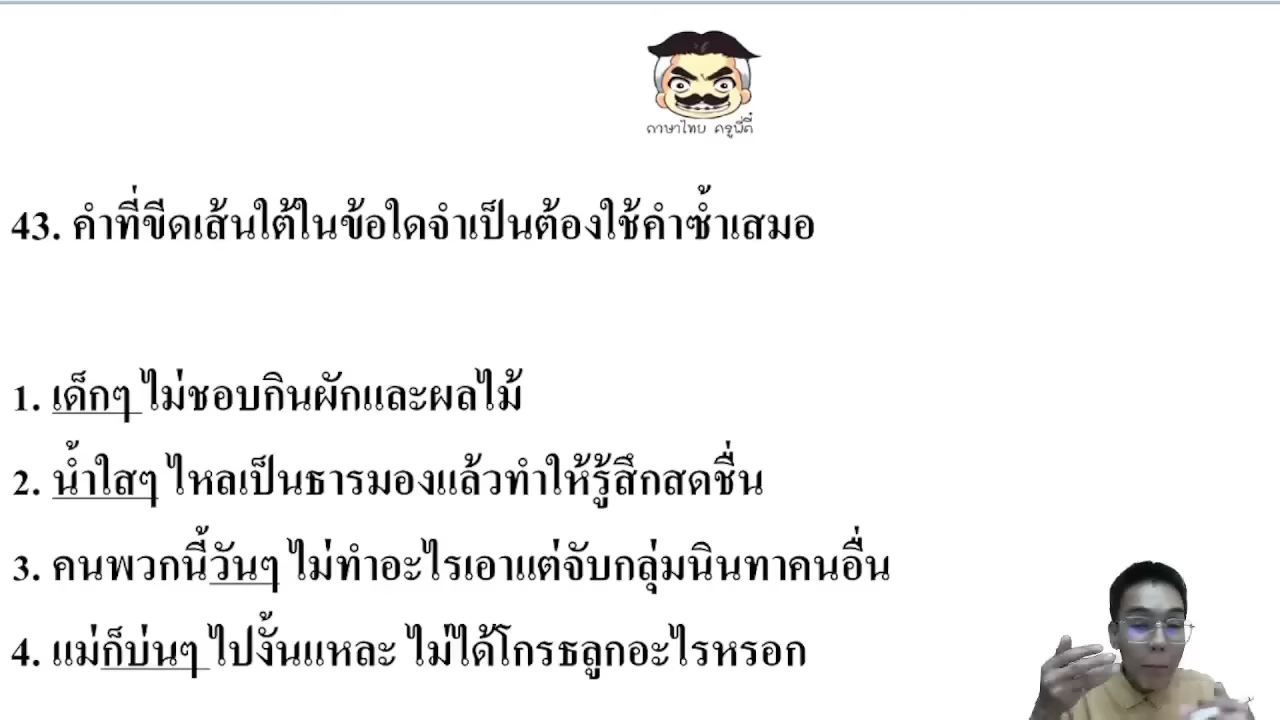 ภาษาไทย ครูพี่ตี้
43. คำที่ขีดเส้นใต้ในข้อใดจำเป็นต้องใช้คำซ้ำเสมอ
1. เด็กๆ ไม่ชอบกินผักและผลไม้
2. น้ำใสๆ ไหลเป็นธารมองแล้วทำให้รู้สึกสดชื่น
3. คนพวกนี้วันๆ ไม่ทำอะไรเอาแต่จับกลุ่มนินทาคนอื่น
4. แม่ก็บ่นๆ ไปงั้นแหละ ไม่ได้โกรธลูกอะไรหรอก